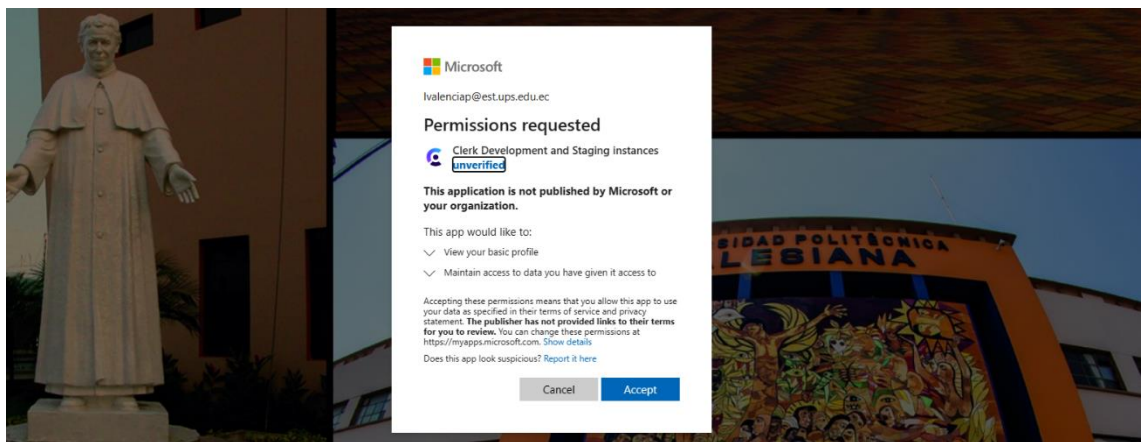 Microsoft
lvalenciap@est.ups.edu.ec
Permissions requested
Clerk Development and Staging instances
unverified
This application is not published by Microsoft or
your organization.
This app would like to:
View your basic profile
Maintain access to data you have given it access to
Accepting these permissions means that you allow this app to use
your data as specified in their terms of service and privacy
statement. The publisher has not provided links to their terms
for you to review. You can change these permissions at
https://myapps.microsoft.com. Show details
Does this app look suspicious? Report it here
Cancel
Accept
SIDAD POLITÉCNICA
LESIANA